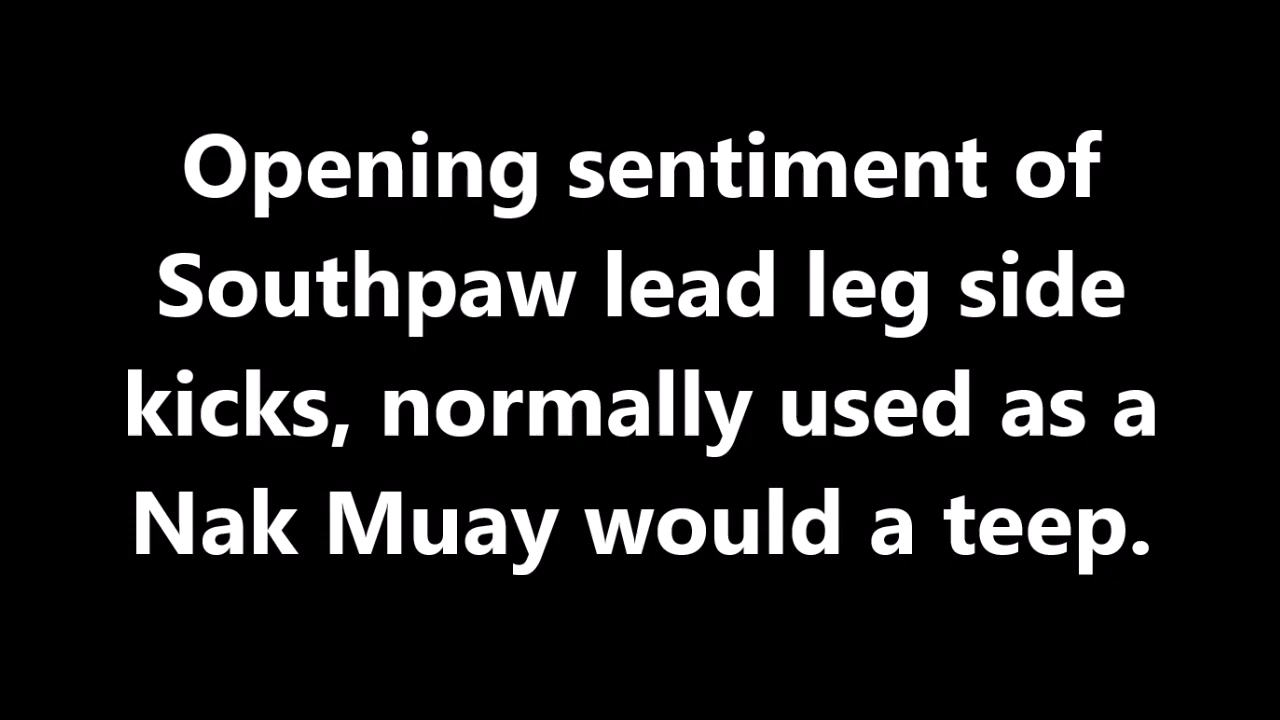 Opening sentiment of
Southpaw lead leg side
kicks, normally used as a
Nak Muay would a teep.